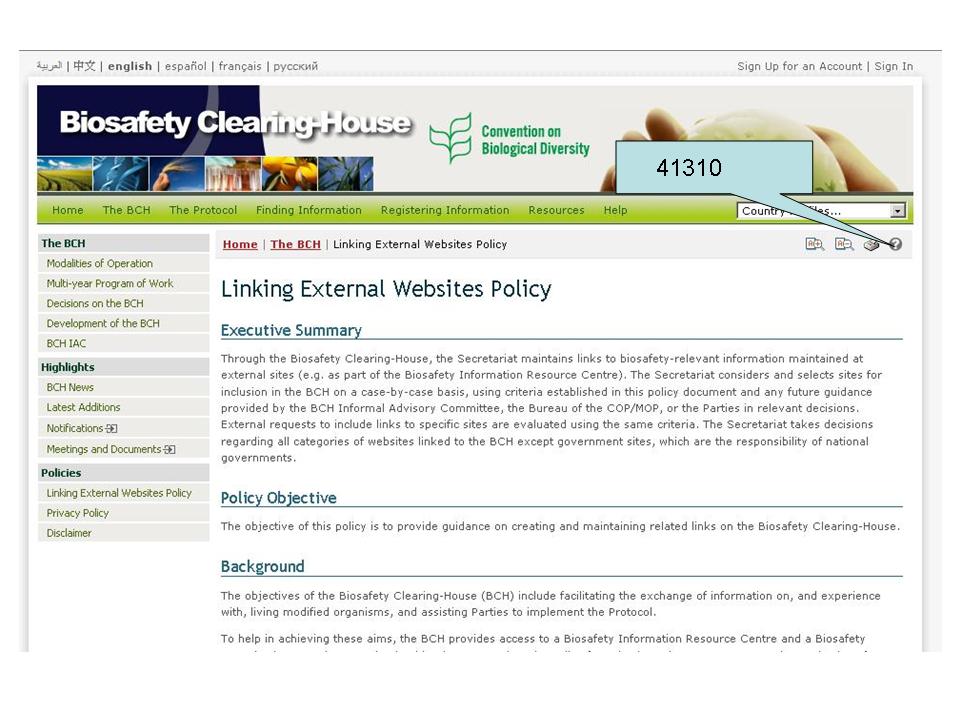 العربية | 中文 | english | español | français | русский
Sign Up for an Account | Sign In
Biosafety Clearing-House
Convention on
Biological Diversity
41310
Home The BCH The Protocol Finding Information Registering Information Resources Help
The BCH
Modalities of Operation
Multi-year Program of Work
Decisions on the BCH
Development of the BCH
BCH IAC
Highlights
BCH News
Latest Additions
Notifications
Meetings and Documents
Policies
Linking External Websites Policy
Privacy Policy
Disclaimer
Home | The BCH | Linking External Websites Policy
Linking External Websites Policy
Executive Summary
Through the Biosafety Clearing-House, the Secretariat maintains links to biosafety-relevant information maintained at
external sites (e.g. as part of the Biosafety Information Resource Centre). The Secretariat considers and selects sites for
inclusion in the BCH on a case-by-case basis, using criteria established in this policy document and any future guidance
provided by the BCH Informal Advisory Committee, the Bureau of the COP/MOP, or the Parties in relevant decisions.
External requests to include links to specific sites are evaluated using the same criteria. The Secretariat takes decisions
regarding all categories of websites linked to the BCH except government sites, which are the responsibility of national
governments.
Policy Objective
The objective of this policy is to provide guidance on creating and maintaining related links on the Biosafety Clearing-House.
Background
The objectives of the Biosafety Clearing-House (BCH) include facilitating the exchange of information on, and experience
with, living modified organisms, and assisting Parties to implement the Protocol.
To help in achieving these aims, the BCH provides access to a Biosafety Information Resource Centre and a Biosafety